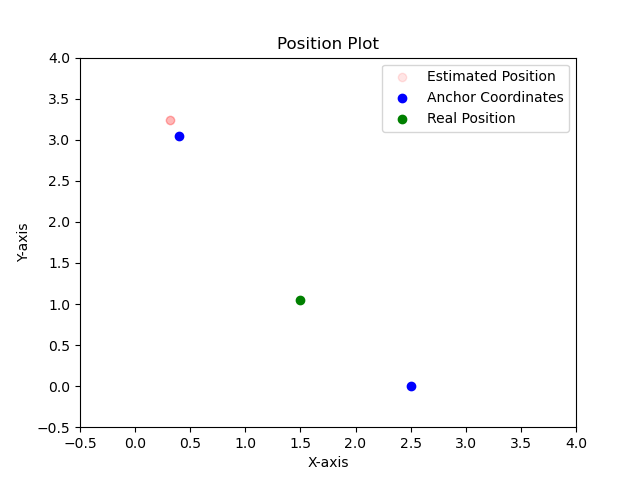 Position Plot
Estimated Position
Anchor Coordinates
Real Position
Y-axis
4.0
3.5
3.0
2.5
2.0
1.5
1.0
0.5
0.0
−0.5
−0.5 0.0 0.5 1.0 1.5 2.0 2.5 3.0 3.5 4.0
X-axis